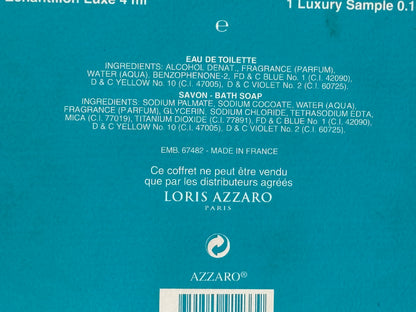 Échantillon Luxe 4 ml
1 Luxury Sample 0.1
℮
EAU DE TOILETTE
INGREDIENTS: ALCOHOL DENAT., FRAGRANCE (PARFUM),
WATER (AQUA), BENZOPHENONE-2, FD & C BLUE No. 1 (C.I. 42090),
D & C YELLOW No. 10 (C.I. 47005), D & C VIOLET No. 2 (C.I. 60725).
SAVON - BATH SOAP
INGREDIENTS: SODIUM PALMATE, SODIUM COCOATE, WATER (AQUA),
FRAGRANCE (PARFUM), GLYCERIN, SODIUM CHLORIDE, TETRASODIUM EDTA,
MICA (C.I. 77019), TITANIUM DIOXIDE (C.I. 77891), FD & C BLUE No. 1 (C.I. 42090),
D & C YELLOW No. 10 (C.I. 47005), D & C VIOLET No. 2 (C.I. 60725).
EMB. 67482 - MADE IN FRANCE
Ce coffret ne peut être vendu
que par les distributeurs agréés
LORIS AZZARO
PARIS
AZZARO®